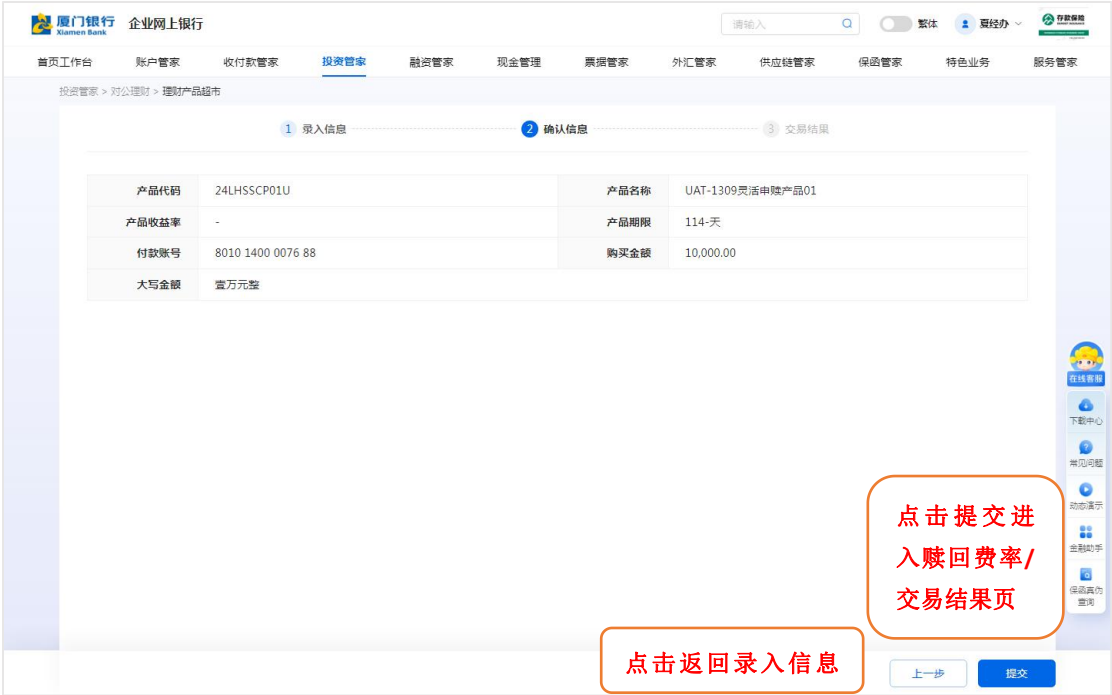 厦门银行 企业网上银行 请输入 繁体 夏经办 存款保险
Xiamen Bank
首页工作台 账户管家 收付款管家 投资管家 融资管家 现金管理 票据管家 外汇管家 供应链管家 保函管家 特色业务 服务管家
投资管家 > 对公理财 > 理财产品超市
1 录入信息 2 确认信息 3 交易结果
产品代码 24LHSSCP01U 产品名称 UAT-1309灵活申赎产品01
产品收益率 - 产品期限 114-天
付款账号 8010 1400 0076 88 购买金额 10,000.00
大写金额 壹万元整
在线客服
下载中心
常见问题
动态演示
金融助手
保函真伪
查询
点击提交进
入赎回费率/
交易结果页
点击返回录入信息
上一步 提交